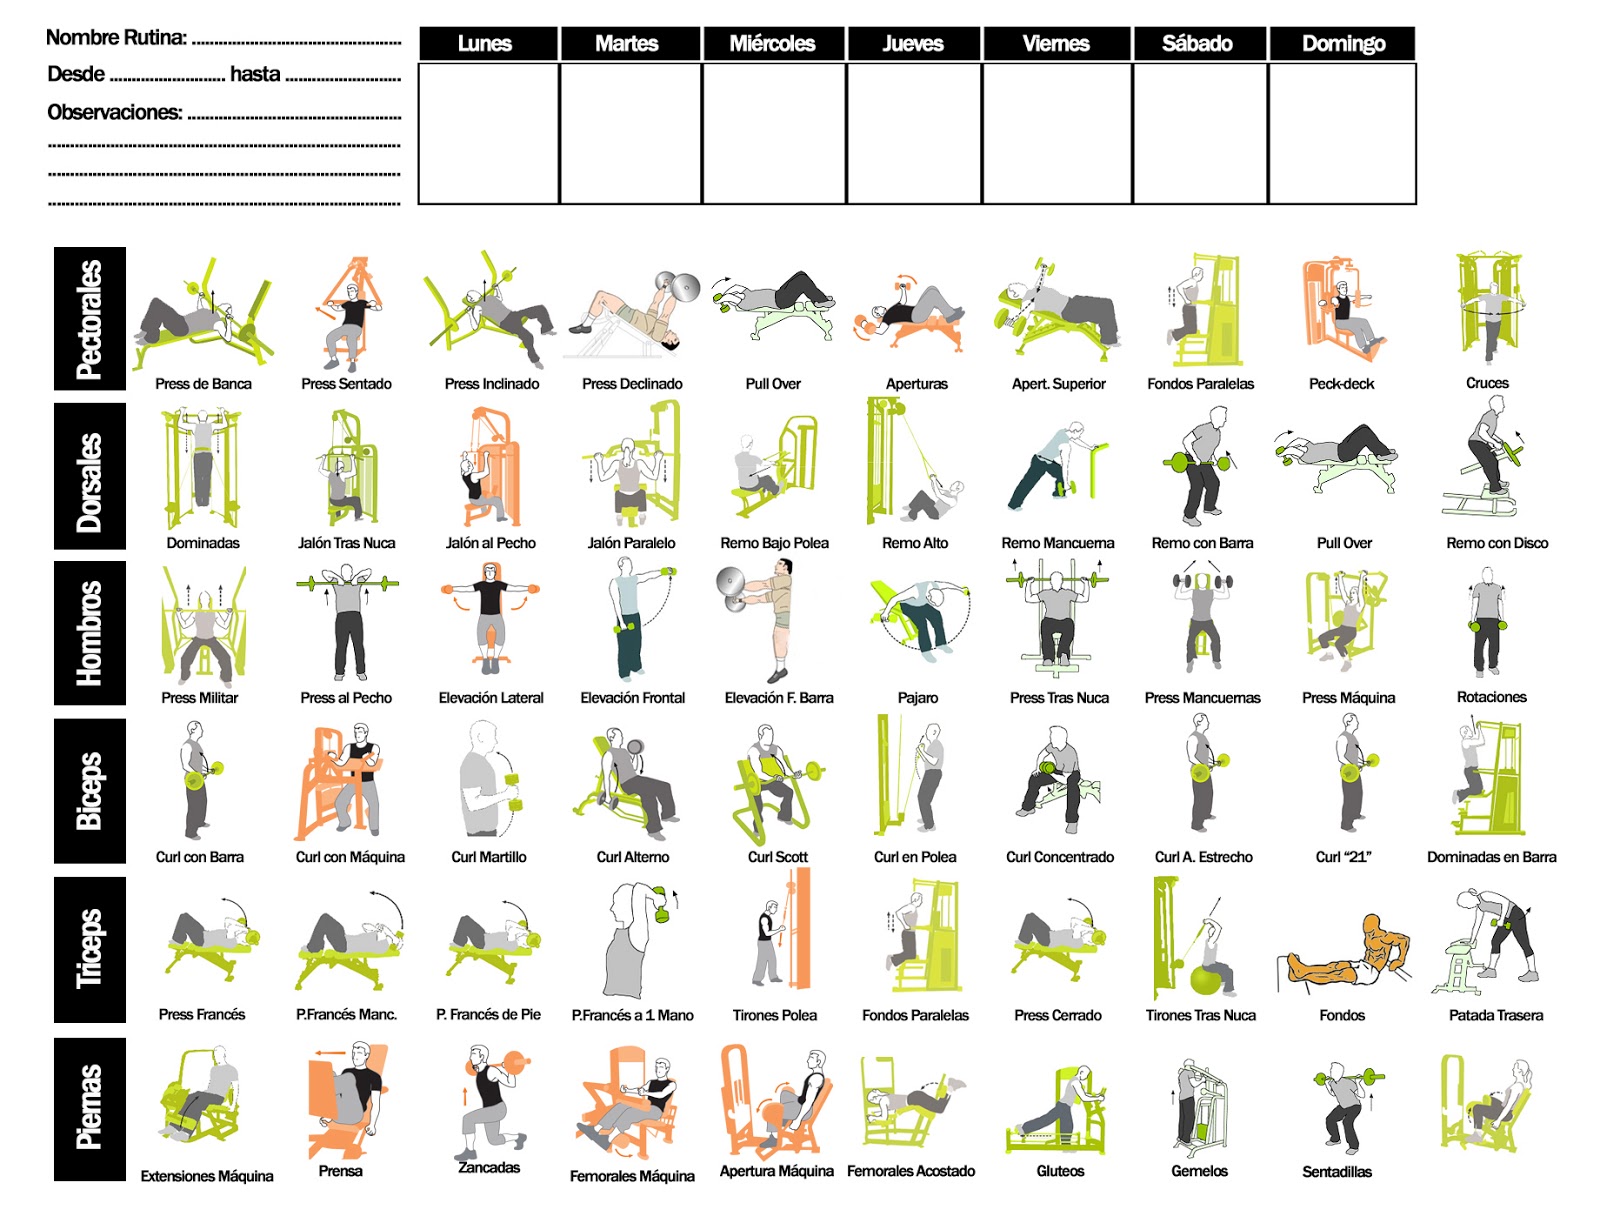 Nombre Rutina: ............................................
Desde .......................... hasta ..........................
Observaciones: ................................................
................................................................................
................................................................................
................................................................................
Lunes Martes Miércoles Jueves Viernes Sábado Domingo
Pectorales
Press de Banca Press Sentado Press Inclinado Press Declinado Pull Over Aperturas Apert. Superior Fondos Paralelas Peck-deck Cruces
Dorsales
Dominadas Jalón Tras Nuca Jalón al Pecho Jalón Paralelo Remo Bajo Polea Remo Alto Remo Mancuerna Remo con Barra Pull Over Remo con Disco
Hombros
Press Militar Press al Pecho Elevación Lateral Elevación Frontal Elevación F. Barra Pajaro Press Tras Nuca Press Mancuernas Press Máquina Rotaciones
Biceps
Curl con Barra Curl con Máquina Curl Martillo Curl Alterno Curl Scott Curl en Polea Curl Concentrado Curl A. Estrecho Curl “21” Dominadas en Barra
Triceps
Press Francés P.Francés Manc. P. Francés de Pie P.Francés a 1 Mano Tirones Polea Fondos Paralelas Press Cerrado Tirones Tras Nuca Fondos Patada Trasera
Piernas
Extensiones Máquina Prensa Zancadas Femorales Máquina Apertura Máquina Femorales Acostado Gluteos Gemelos Sentadillas